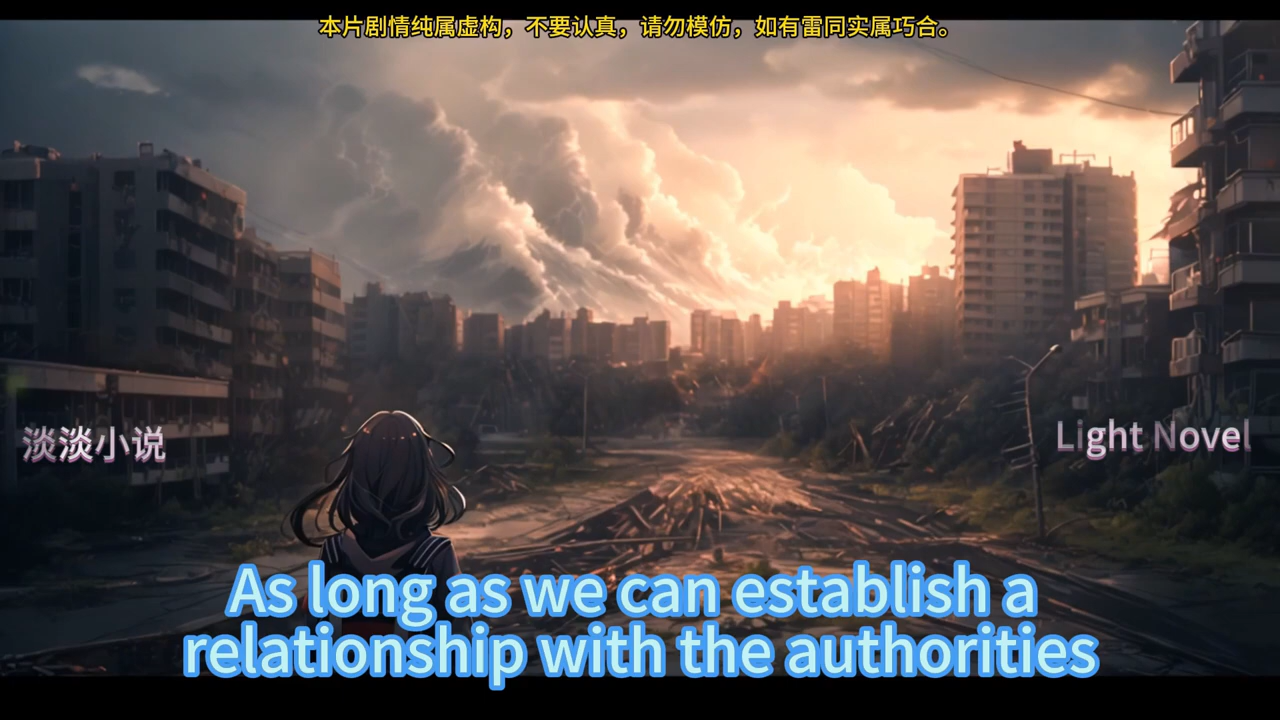 本片剧情纯属虚构，不要认真，请勿模仿，如有雷同实属巧合。
淡淡小说
Light Novel
As long as we can establish a
relationship with the authorities